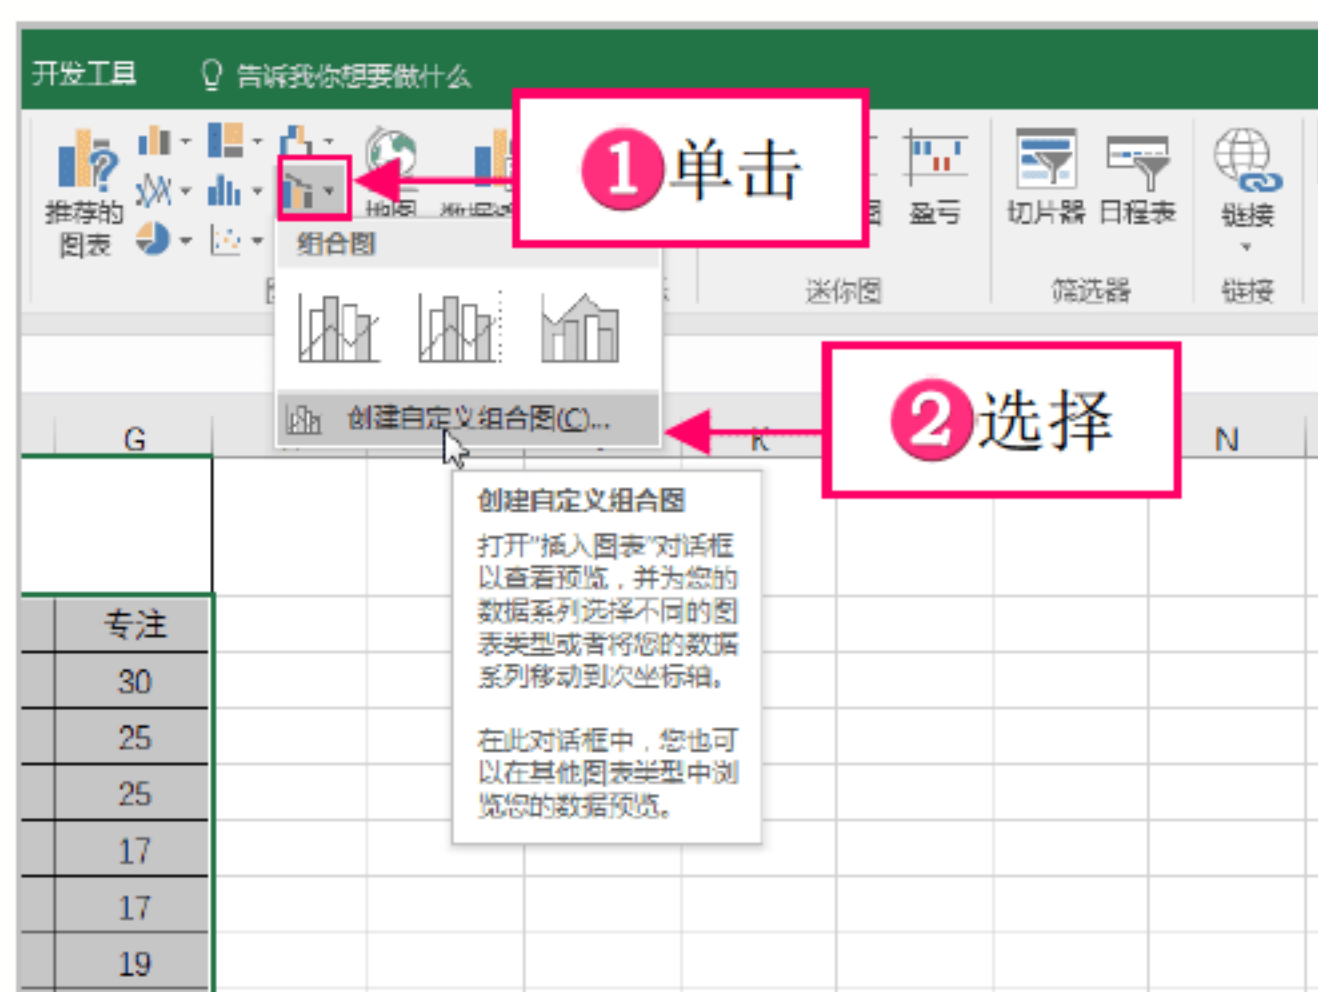 开发工具
告诉我你想要做什么
1 单击
推荐的
图表
地图
图
盈亏
切片器
日程表
链接
组合图
迷你图
筛选器
链接
创建自定义组合图(C)...
2 选择
G
K
N
创建自定义组合图
打开"插入图表"对话框
以查看预览，并为您的
数据系列选择不同的图
表类型或者将您的数据
系列移动到次坐标轴。
在此对话框中，您也可
以在其他图表类型中浏
览您的数据预览。
专注
30
25
25
17
17
19